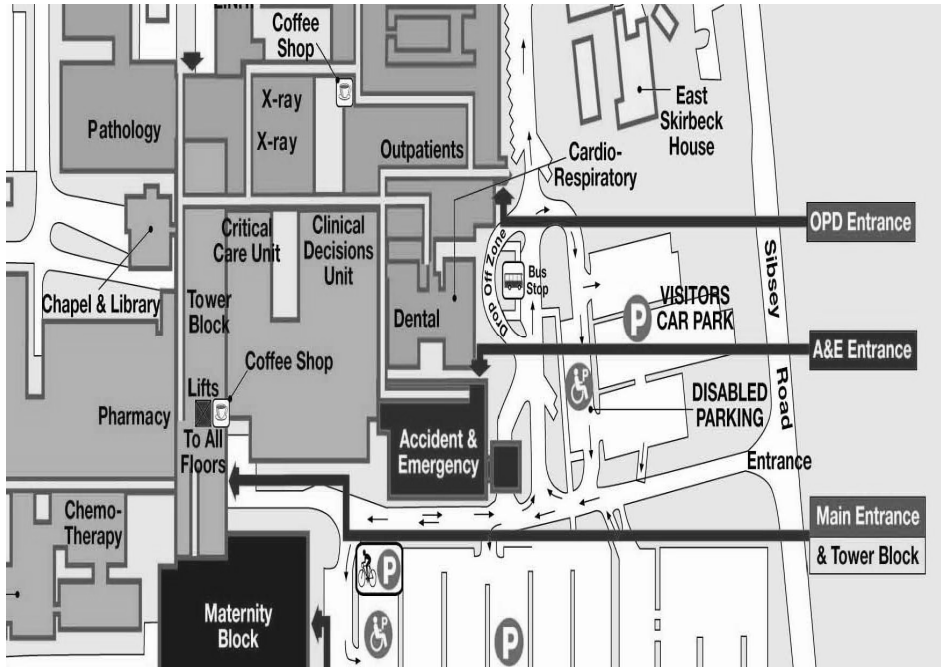 Coffee
Shop
X-ray
X-ray
Pathology
Outpatients
East
Skirbeck
House
Cardio-
Respiratory
OPD Entrance
Critical
Care Unit
Clinical
Decisions
Unit
Chapel & Library
Tower
Block
Drop Off Zone
Bus
Stop
VISITORS
CAR PARK
P
Sibsey Road
Dental
A&E Entrance
Coffee Shop
Lifts
P
DISABLED
PARKING
Pharmacy
To All
Floors
Accident &
Emergency
Entrance
Chemo-
Therapy
Main Entrance
& Tower Block
P
Maternity
Block
P
P